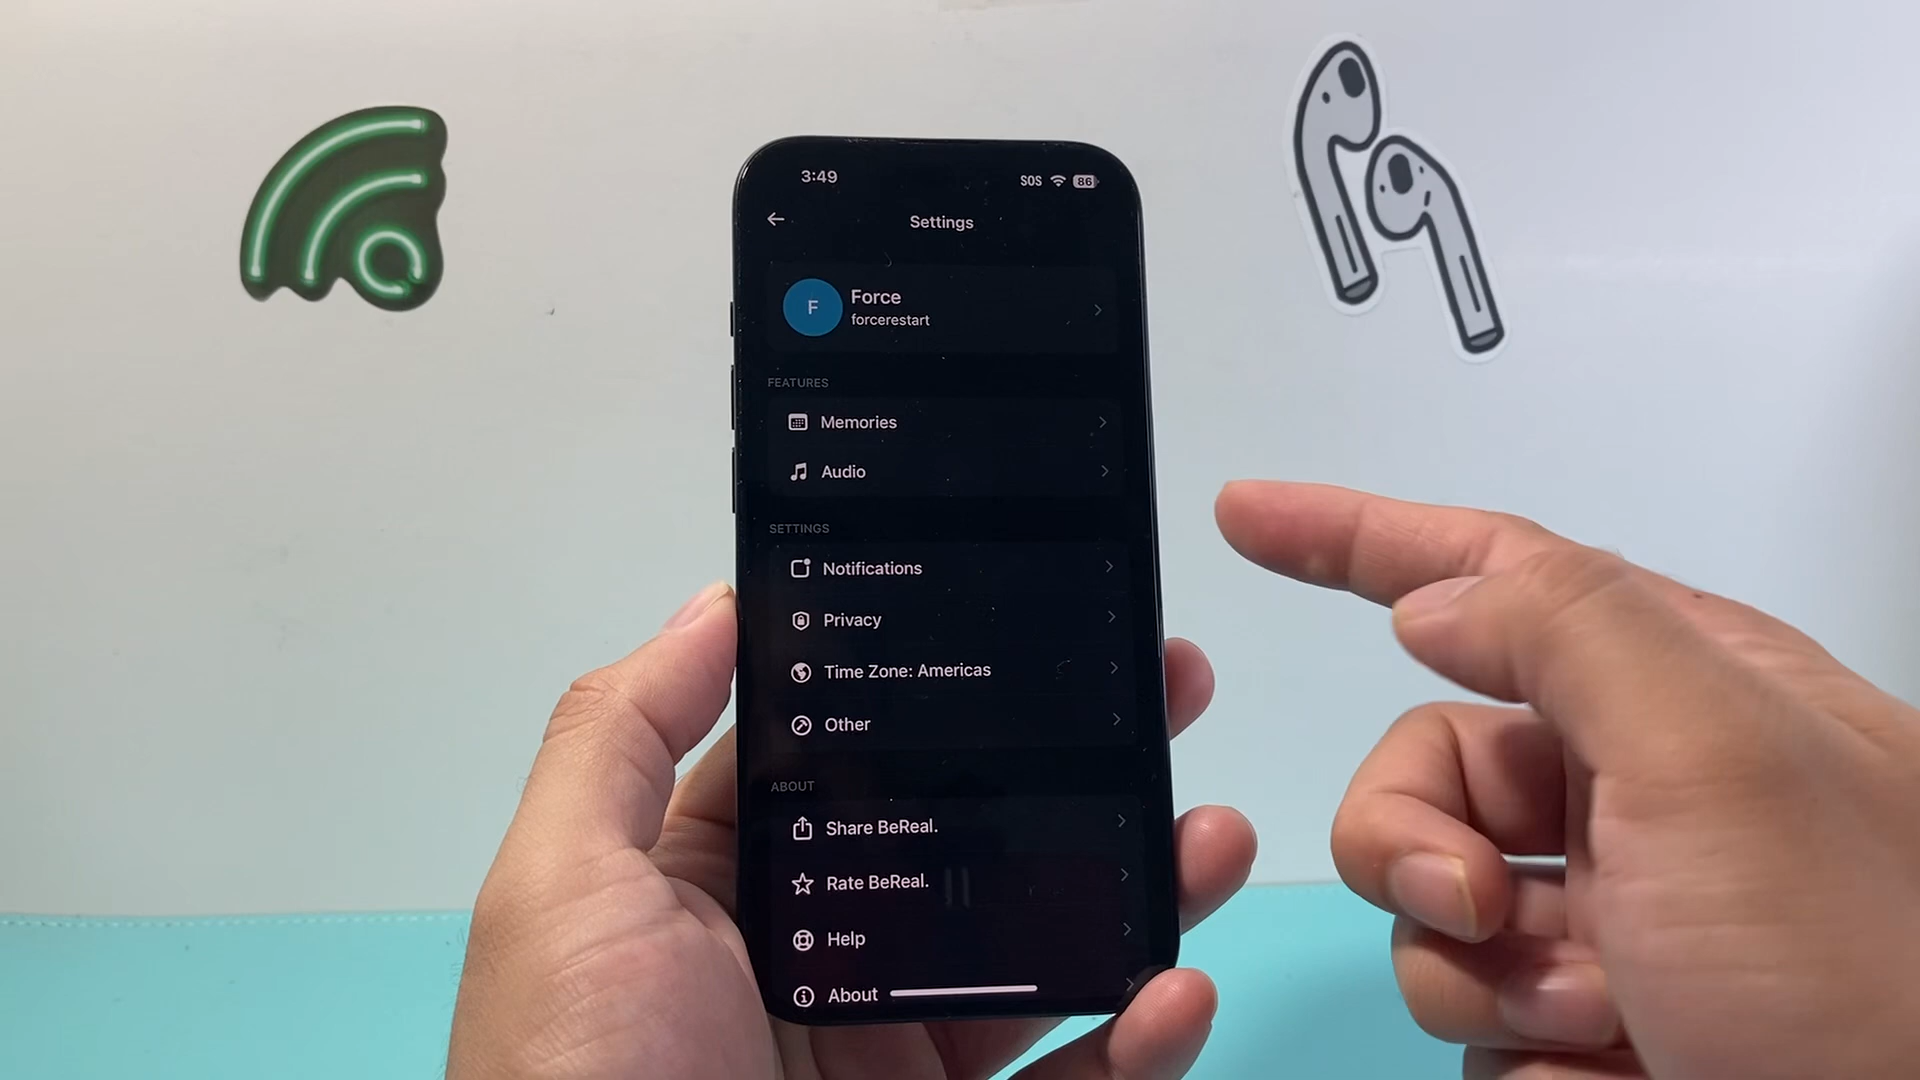 3:49
SOS 86
Settings
F
Force
forcerestart
FEATURES
Memories
Audio
SETTINGS
Notifications
Privacy
Time Zone: Americas
Other
ABOUT
Share BeReal.
Rate BeReal.
Help
About